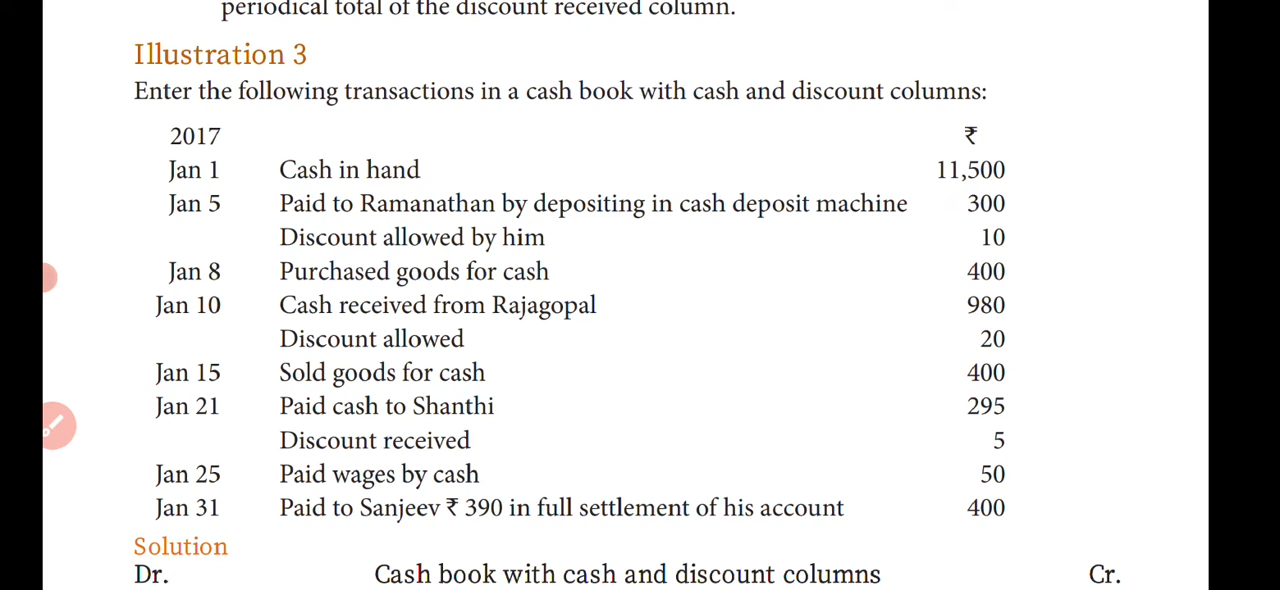 periodical total of the discount received column.
Illustration 3
Enter the following transactions in a cash book with cash and discount columns:
2017 ₹
Jan 1 Cash in hand 11,500
Jan 5 Paid to Ramanathan by depositing in cash deposit machine 300
Discount allowed by him 10
Jan 8 Purchased goods for cash 400
Jan 10 Cash received from Rajagopal 980
Discount allowed 20
Jan 15 Sold goods for cash 400
Jan 21 Paid cash to Shanthi 295
Discount received 5
Jan 25 Paid wages by cash 50
Jan 31 Paid to Sanjeev ₹ 390 in full settlement of his account 400
Solution
Dr. Cash book with cash and discount columns Cr.